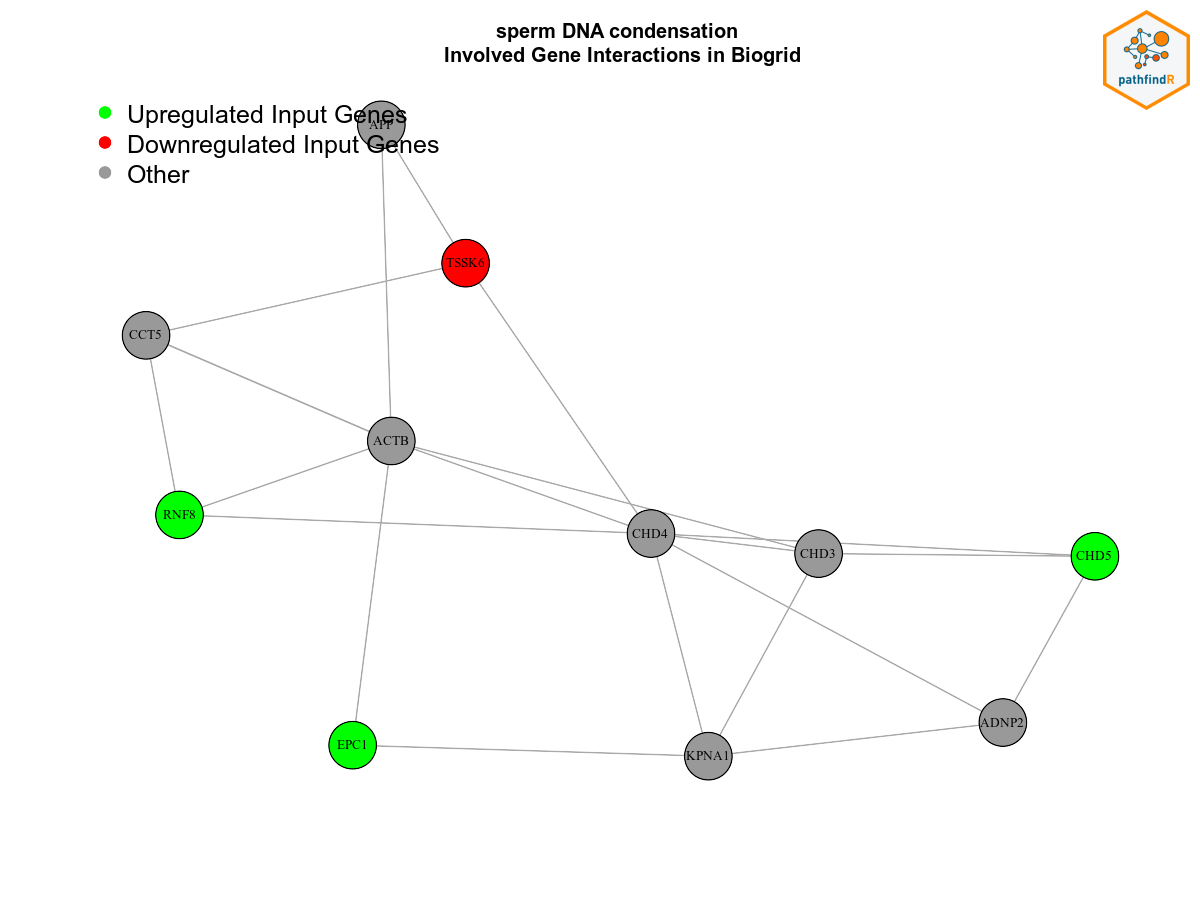 sperm DNA condensation
Involved Gene Interactions in Biogrid
pathfindR
Upregulated Input Genes
Downregulated Input Genes
Other
APP
TSSK6
CCT5
ACTB
RNF8
CHD4
CHD3
CHD5
ADNP2
EPC1
KPNA1